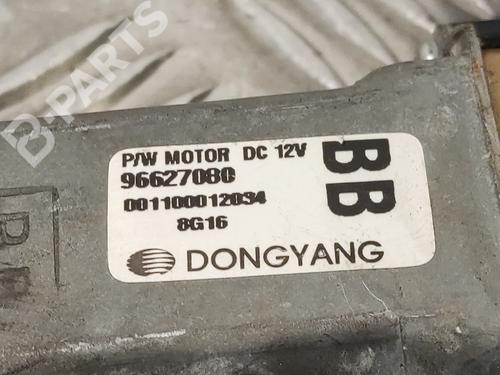 B-PARTS
P/W MOTOR DC 12V
96627080
001100012034
8G16
BB
DONGYANG